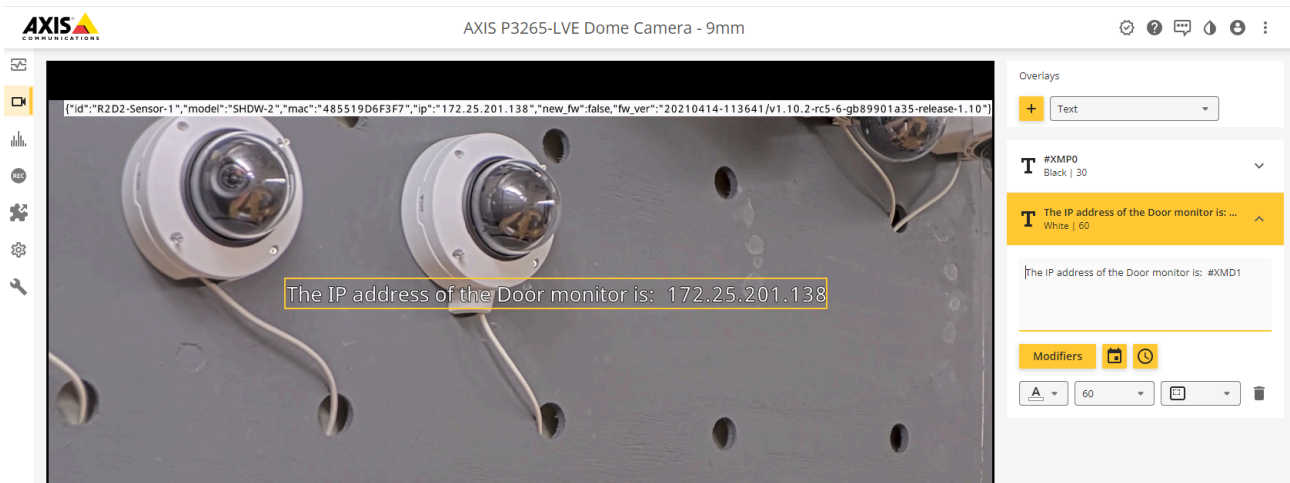 AXIS
COMMUNICATIONS
AXIS P3265-LVE Dome Camera - 9mm
REC
{"id":"R2D2-Sensor-1","model":"SHDW-2","mac":"485519D6F3F7","ip":"172.25.201.138","new_fw":false,"fw_ver":"20210414-113641/v1.10.2-rc5-6-gb89901a35-release-1.10"}
The IP address of the Door monitor is: 172.25.201.138
Overlays
+ Text
T #XMP0
Black | 30
T The IP address of the Door monitor is: ...
White | 60
The IP address of the Door monitor is: #XMD1
Modifiers
A 60